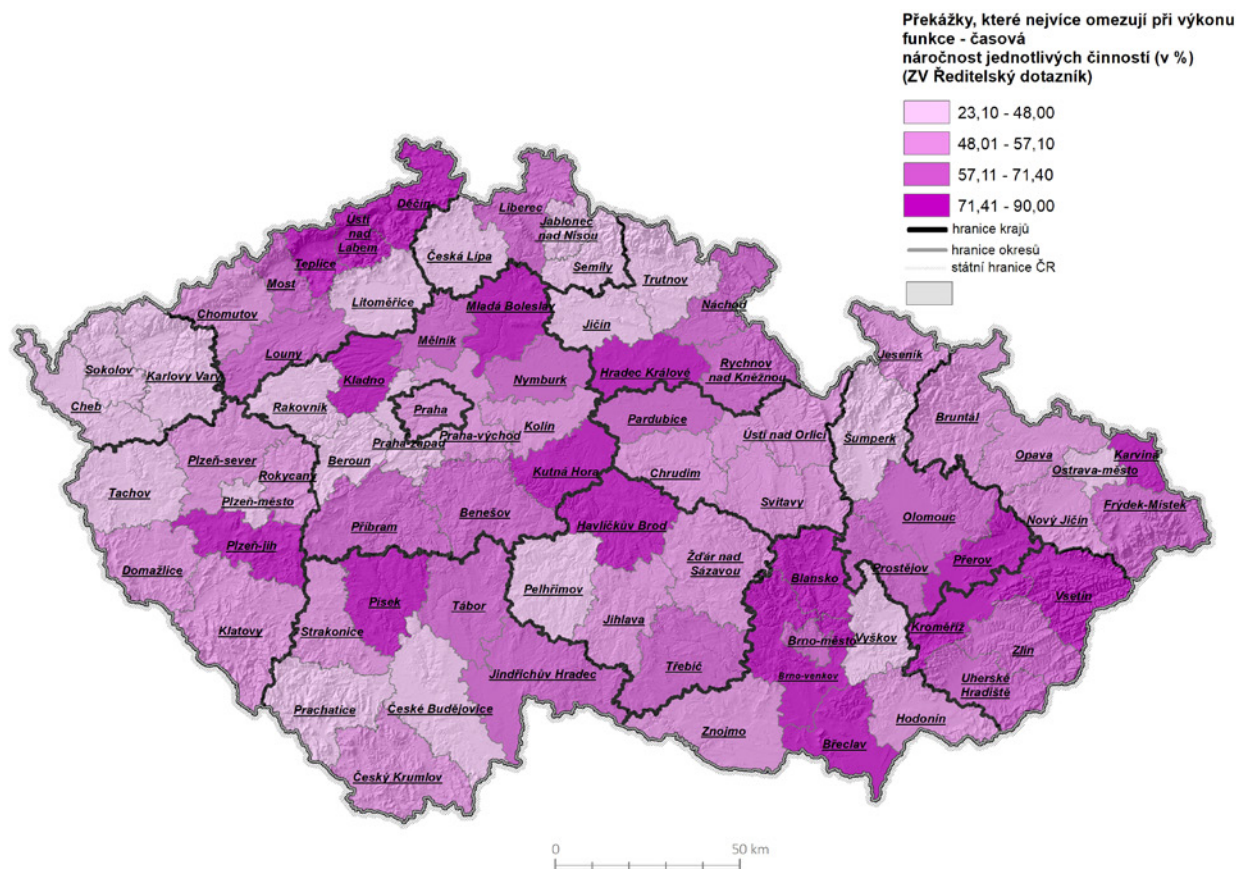 Překážky, které nejvíce omezují při výkonu
funkce - časová
náročnost jednotlivých činností (v %)
(ZV Ředitelský dotazník)
23,10 - 48,00
48,01 - 57,10
57,11 - 71,40
71,41 - 90,00
hranice krajů
hranice okresů
státní hranice ČR
Děčín
Ústí
nad
Labem
Teplice
Most
Chomutov
Litoměřice
Louny
Česká Lípa
Liberec
Jablonec
nad Nisou
Semily
Trutnov
Náchod
Jičín
Mladá Boleslav
Mělník
Hradec Králové
Rychnov
nad Kněžnou
Sokolov
Karlovy Vary
Cheb
Kladno
Rakovník
Praha
Nymburk
Kolín
Praha-západ
Praha-východ
Beroun
Kutná Hora
Příbram
Benešov
Pardubice
Ústí nad Orlicí
Chrudim
Svitavy
Jeseník
Šumperk
Bruntál
Opava
Karviná
Ostrava-město
Nový Jičín
Frýdek-Místek
Olomouc
Prostějov
Přerov
Plzeň-sever
Rokycany
Plzeň-město
Tachov
Plzeň-jih
Domažlice
Klatovy
Strakonice
Písek
Tábor
Prachatice
České Budějovice
Jindřichův Hradec
Český Krumlov
Havlíčkův Brod
Žďár nad
Sázavou
Pelhřimov
Jihlava
Třebíč
Blansko
Brno-město
Vyškov
Brno-venkov
Znojmo
Břeclav
Hodonín
Kroměříž
Vsetín
Zlín
Uherské
Hradiště
0
50 km